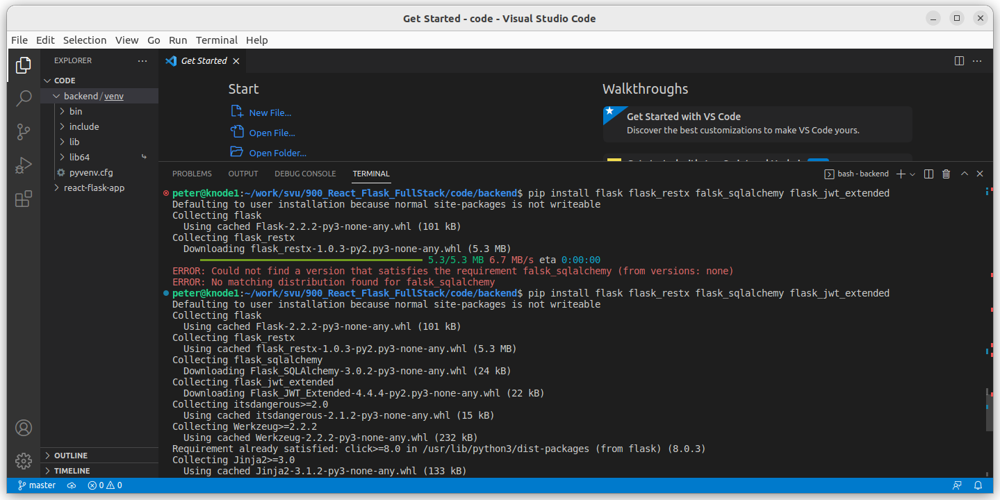 Get Started - code - Visual Studio Code
File Edit Selection View Go Run Terminal Help
EXPLORER
Get Started
CODE
backend/venv
bin
include
lib
lib64
pyvenv.cfg
react-flask-app
OUTLINE
TIMELINE
Start
New File...
Open File...
Open Folder...
Walkthroughs
Get Started with VS Code
Discover the best customizations to make VS Code yours.
PROBLEMS OUTPUT DEBUG CONSOLE TERMINAL
bash - backend
peter@knode1:~/work/svu/900_React_Flask_FullStack/code/backend$ pip install flask flask_restx falsk_sqlalchemy flask_jwt_extended
Defaulting to user installation because normal site-packages is not writeable
Collecting flask
  Using cached Flask-2.2.2-py3-none-any.whl (101 kB)
Collecting flask_restx
  Downloading flask_restx-1.0.3-py2.py3-none-any.whl (5.3 MB)
5.3/5.3 MB 6.7 MB/s eta 0:00:00
ERROR: Could not find a version that satisfies the requirement falsk_sqlalchemy (from versions: none)
ERROR: No matching distribution found for falsk_sqlalchemy
peter@knode1:~/work/svu/900_React_Flask_FullStack/code/backend$ pip install flask flask_restx flask_sqlalchemy flask_jwt_extended
Defaulting to user installation because normal site-packages is not writeable
Collecting flask
  Using cached Flask-2.2.2-py3-none-any.whl (101 kB)
Collecting flask_restx
  Using cached flask_restx-1.0.3-py2.py3-none-any.whl (5.3 MB)
Collecting flask_sqlalchemy
  Downloading Flask_SQLAlchemy-3.0.2-py3-none-any.whl (24 kB)
Collecting flask_jwt_extended
  Downloading Flask_JWT_Extended-4.4.4-py2.py3-none-any.whl (22 kB)
Collecting itsdangerous>=2.0
  Using cached itsdangerous-2.1.2-py3-none-any.whl (15 kB)
Collecting Werkzeug>=2.2.2
  Using cached Werkzeug-2.2.2-py3-none-any.whl (232 kB)
Requirement already satisfied: click>=8.0 in /usr/lib/python3/dist-packages (from flask) (8.0.3)
Collecting Jinja2>=3.0
  Using cached Jinja2-3.1.2-py3-none-any.whl (133 kB)
master 0 0